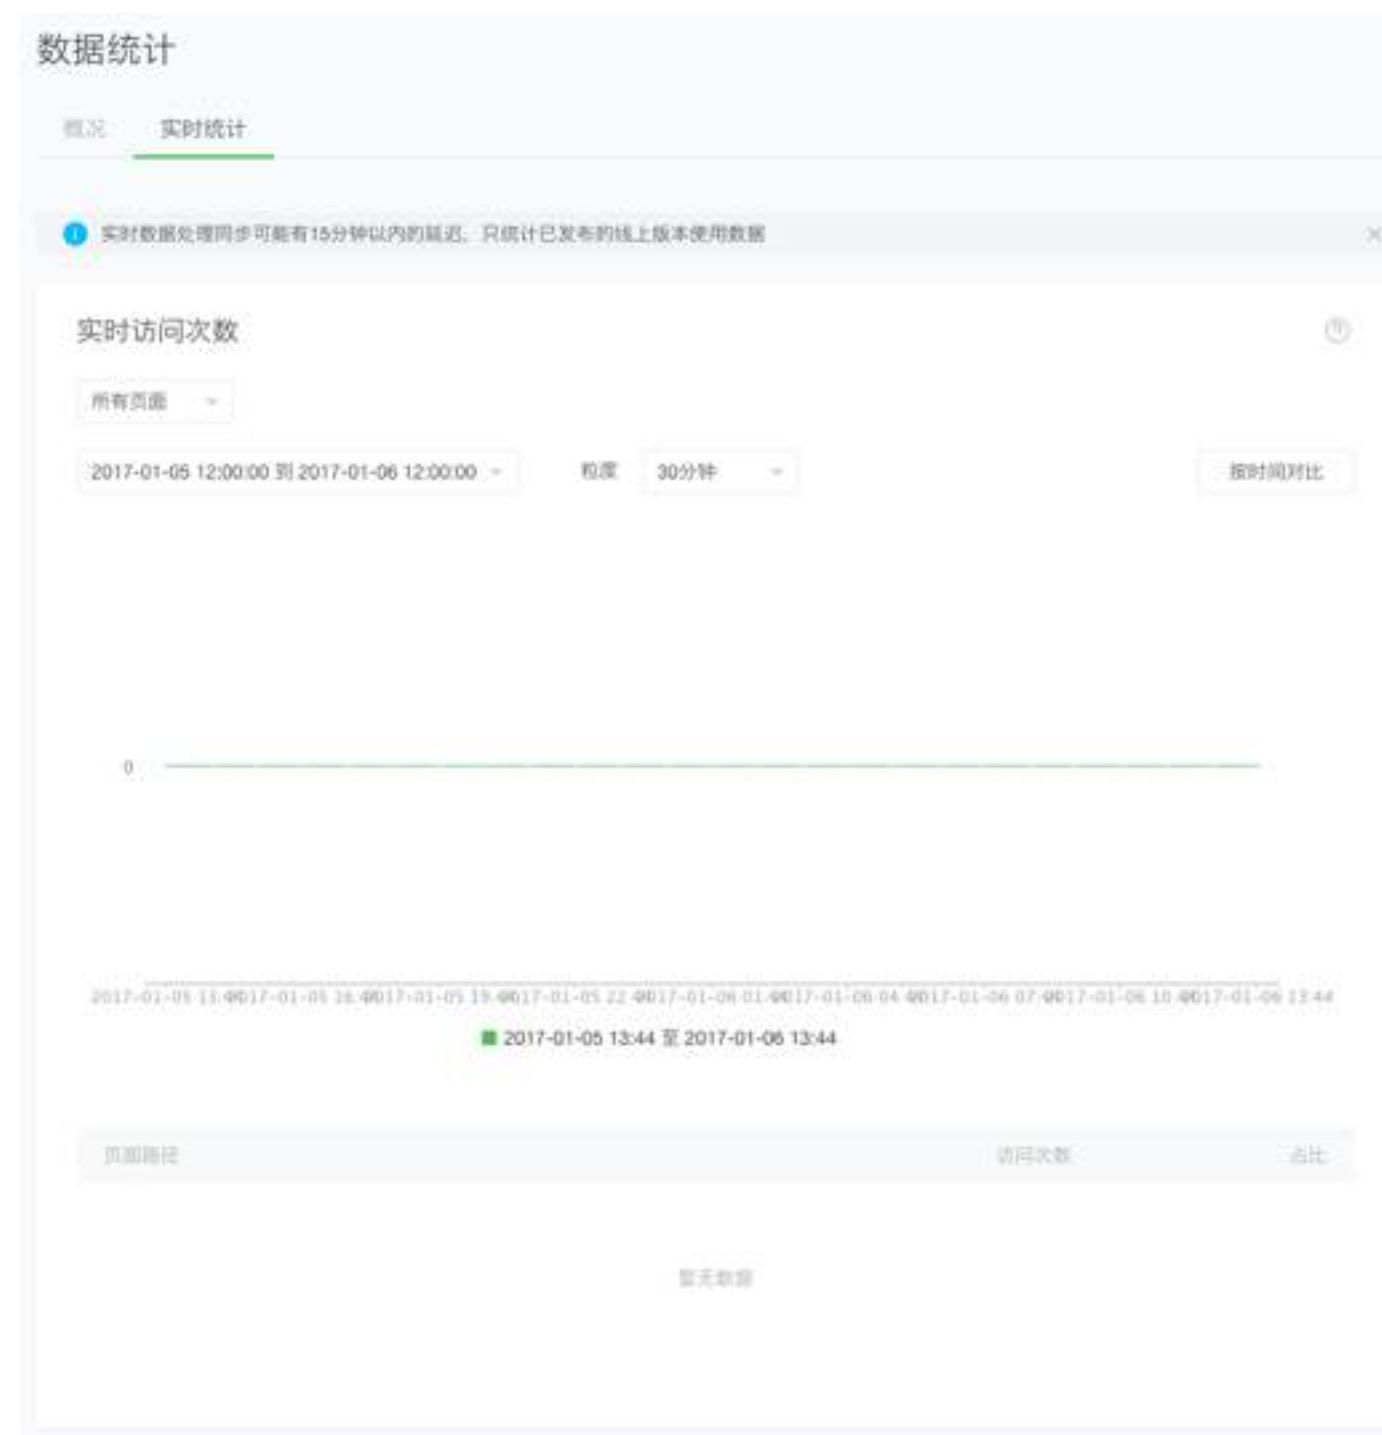 数据统计
概况 实时统计
实时数据处理同步可能有15分钟以内的延迟，只统计已发布的线上版本使用数据
实时访问次数
所有页面
2017-01-05 12:00:00 到 2017-01-06 12:00:00 粒度 30分钟 按时间对比
0
2017-01-05 13:44 至 2017-01-06 13:44
页面路径 访问次数 占比
暂无数据